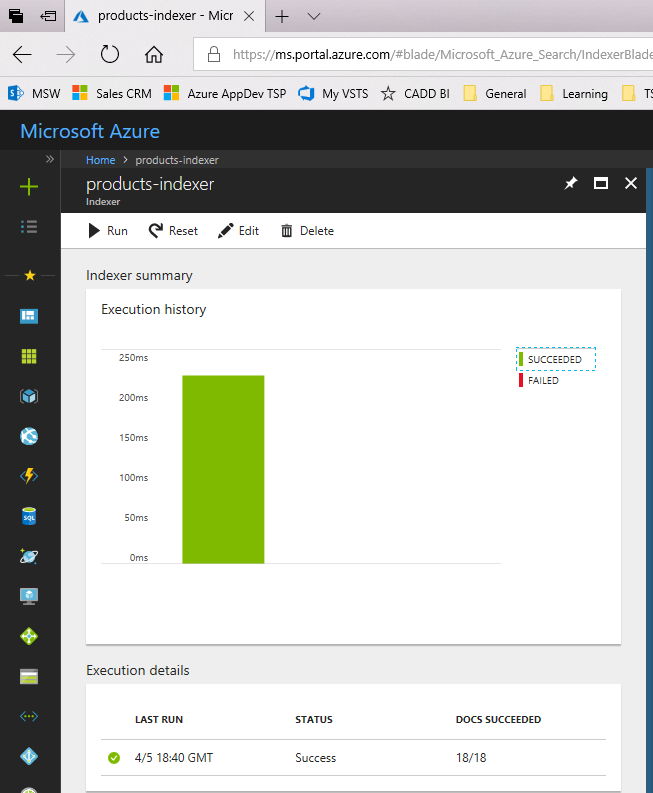 products-indexer - Micr
https://ms.portal.azure.com/#blade/Microsoft_Azure_Search/IndexerBlade
MSW Sales CRM Azure AppDev TSP My VSTS CADD BI General Learning TS
Microsoft Azure
Home > products-indexer
products-indexer
Indexer
Run Reset Edit Delete
Indexer summary
Execution history
250ms
200ms
150ms
100ms
50ms
0ms
SUCCEEDED
FAILED
SQL
Execution details
LAST RUN STATUS DOCS SUCCEEDED
4/5 18:40 GMT Success 18/18